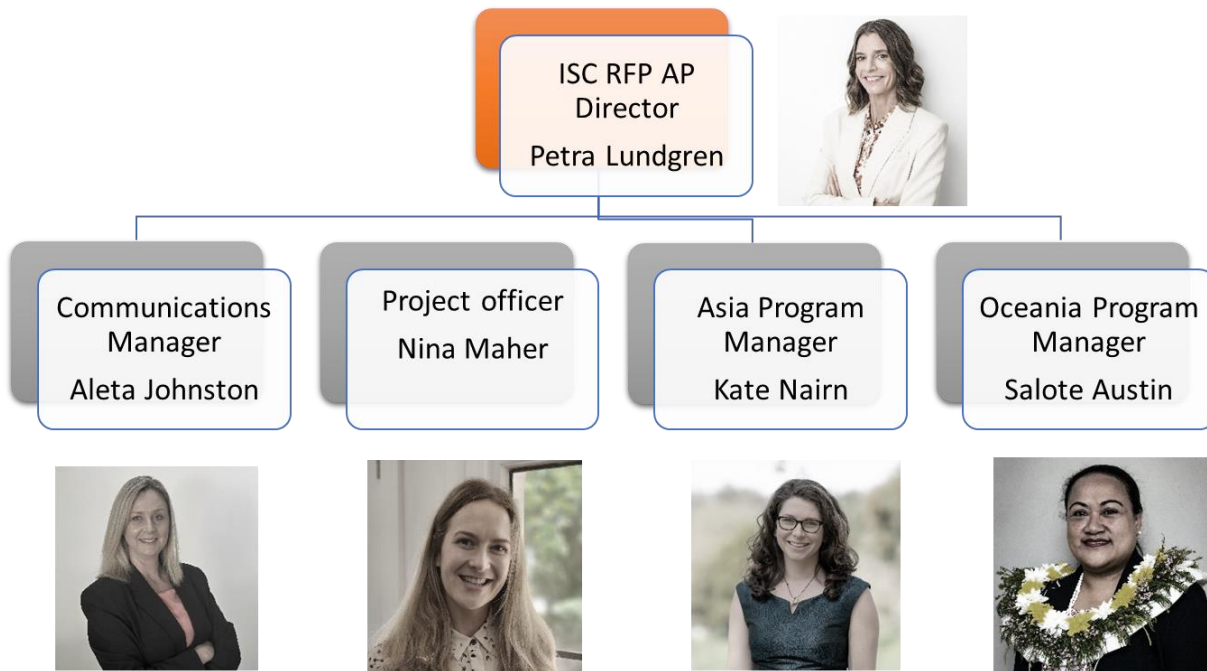 ISC RFP AP
Director
Petra Lundgren
Communications
Manager
Aleta Johnston
Project officer
Nina Maher
Asia Program
Manager
Kate Nairn
Oceania Program
Manager
Salote Austin